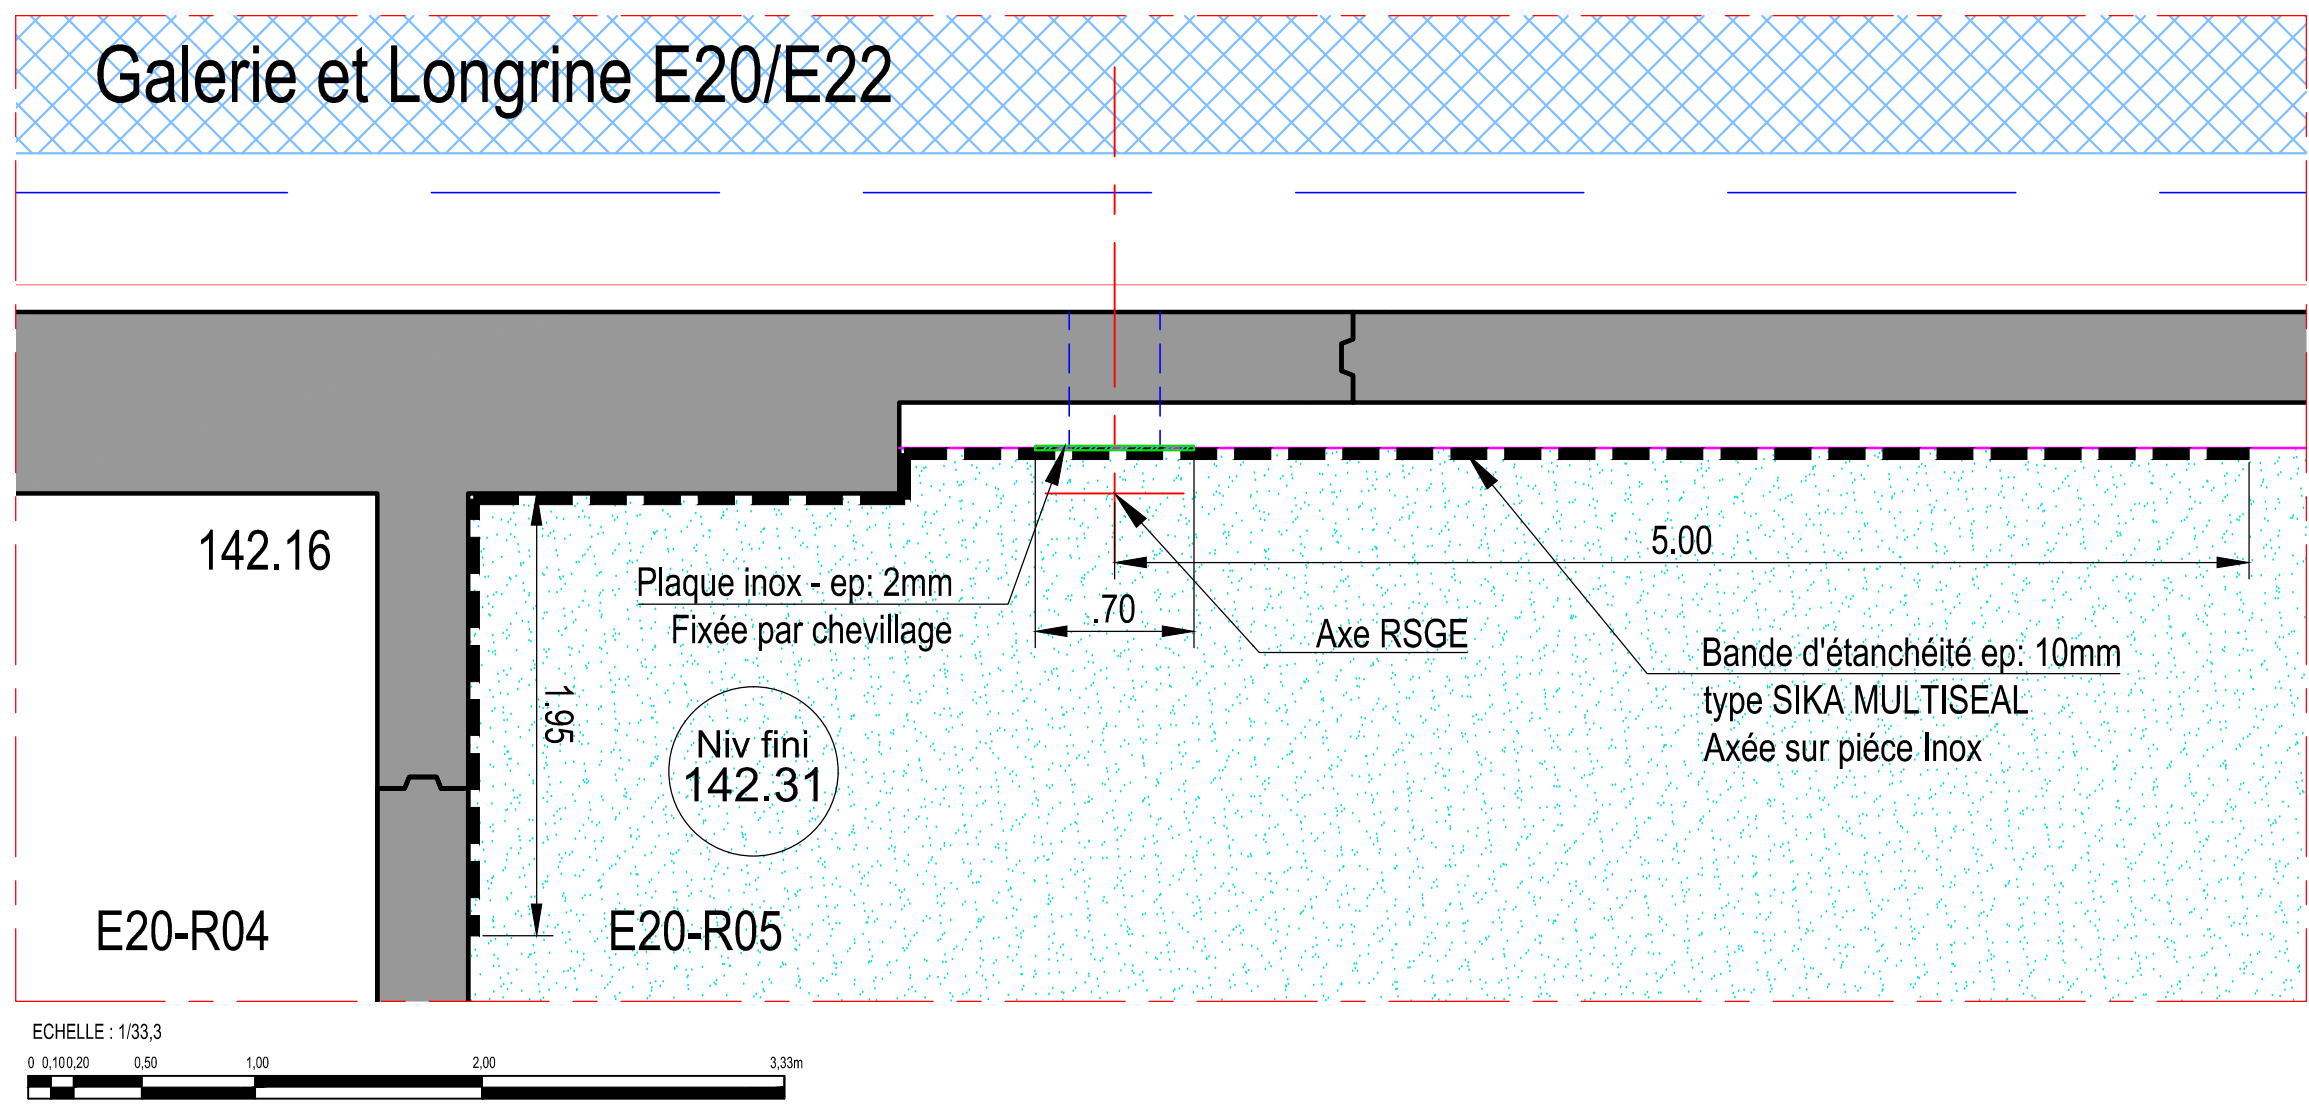 Galerie et Longrine E20/E22
142.16
5.00
Plaque inox - ep: 2mm
Fixée par chevillage
.70
Axe RSGE
Bande d'étanchéité ep: 10mm
type SIKA MULTISEAL
Axée sur piéce Inox
1.95
Niv fini
142.31
E20-R04
E20-R05
ECHELLE : 1/33,3
0 0,10 0,20 0,50 1,00 2,00 3,33m